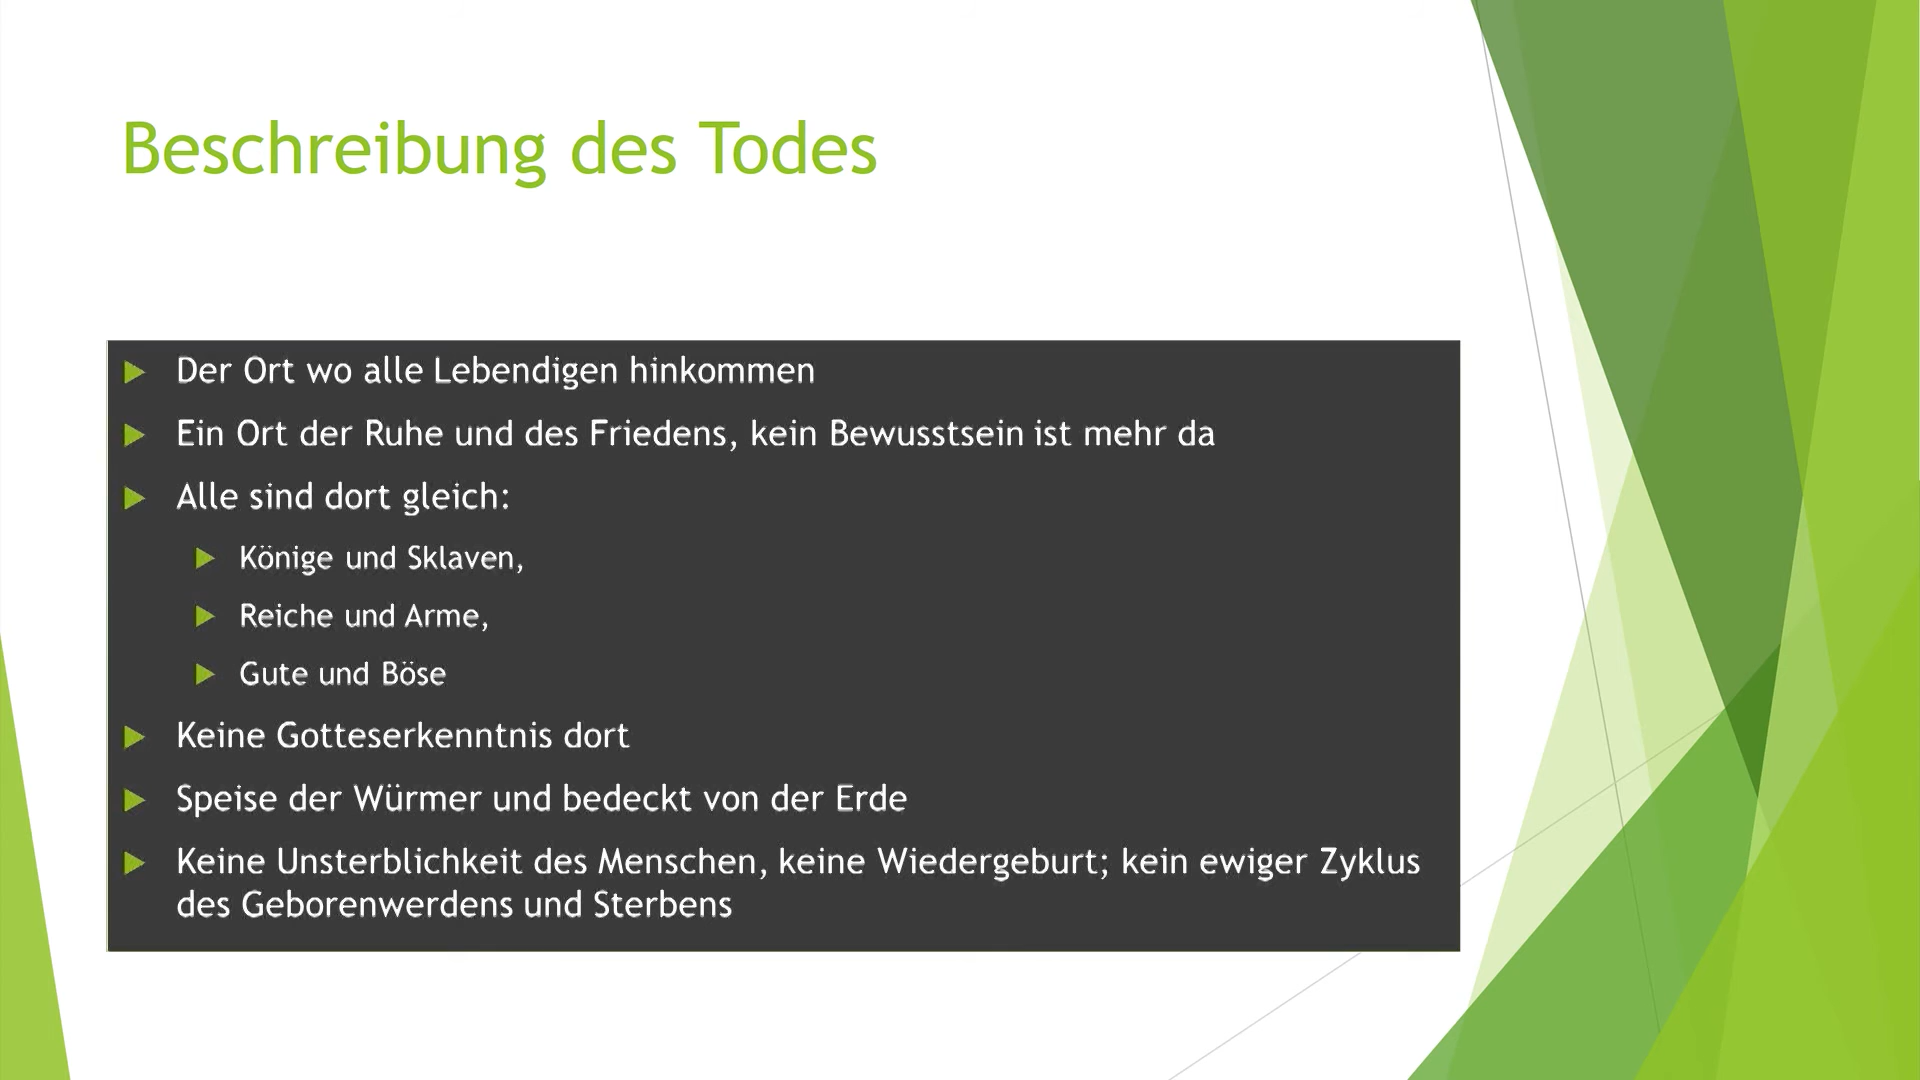 Beschreibung des Todes
Der Ort wo alle Lebendigen hinkommen
Ein Ort der Ruhe und des Friedens, kein Bewusstsein ist mehr da
Alle sind dort gleich:
Könige und Sklaven,
Reiche und Arme,
Gute und Böse
Keine Gotteserkenntnis dort
Speise der Würmer und bedeckt von der Erde
Keine Unsterblichkeit des Menschen, keine Wiedergeburt; kein ewiger Zyklus
des Geborenwerdens und Sterbens